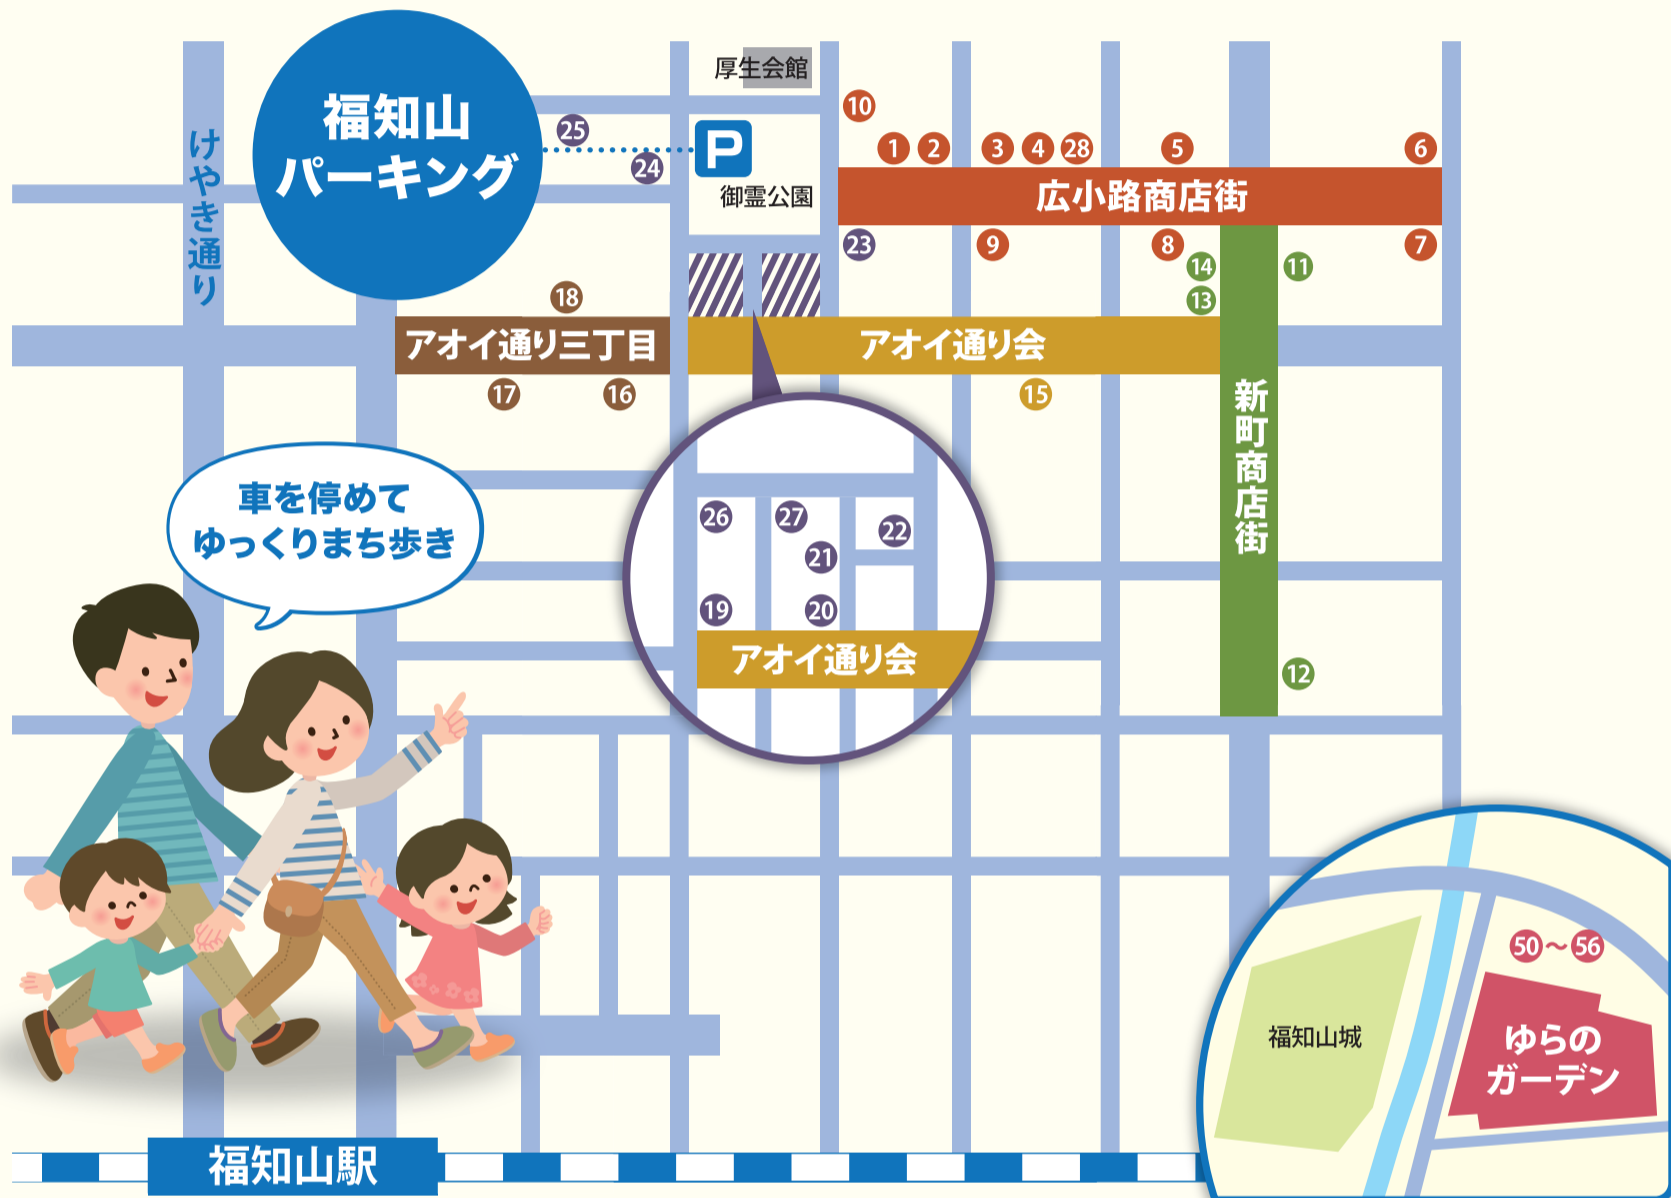 厚生会館
福知山
パーキング
けやき通り
25
24
P
御霊公園
10
1
2
3
4
28
5
6
広小路商店街
23
9
8
7
14
11
13
18
アオイ通り三丁目
アオイ通り会
17
16
15
新町商店街
車を停めて
ゆっくりまち歩き
26
27
22
21
19
20
アオイ通り会
12
50～56
福知山城
ゆらの
ガーデン
福知山駅